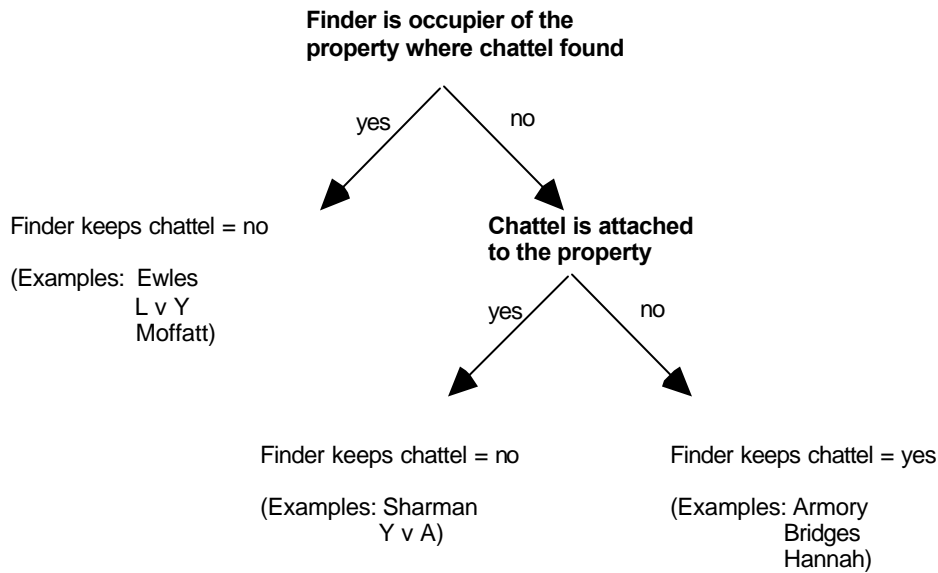 Finder is occupier of the
property where chattel found
yes
no
Finder keeps chattel = no
(Examples: Ewles
L v Y
Moffatt)
Chattel is attached
to the property
yes
no
Finder keeps chattel = no
(Examples: Sharman
Y v A)
Finder keeps chattel = yes
(Examples: Armory
Bridges
Hannah)